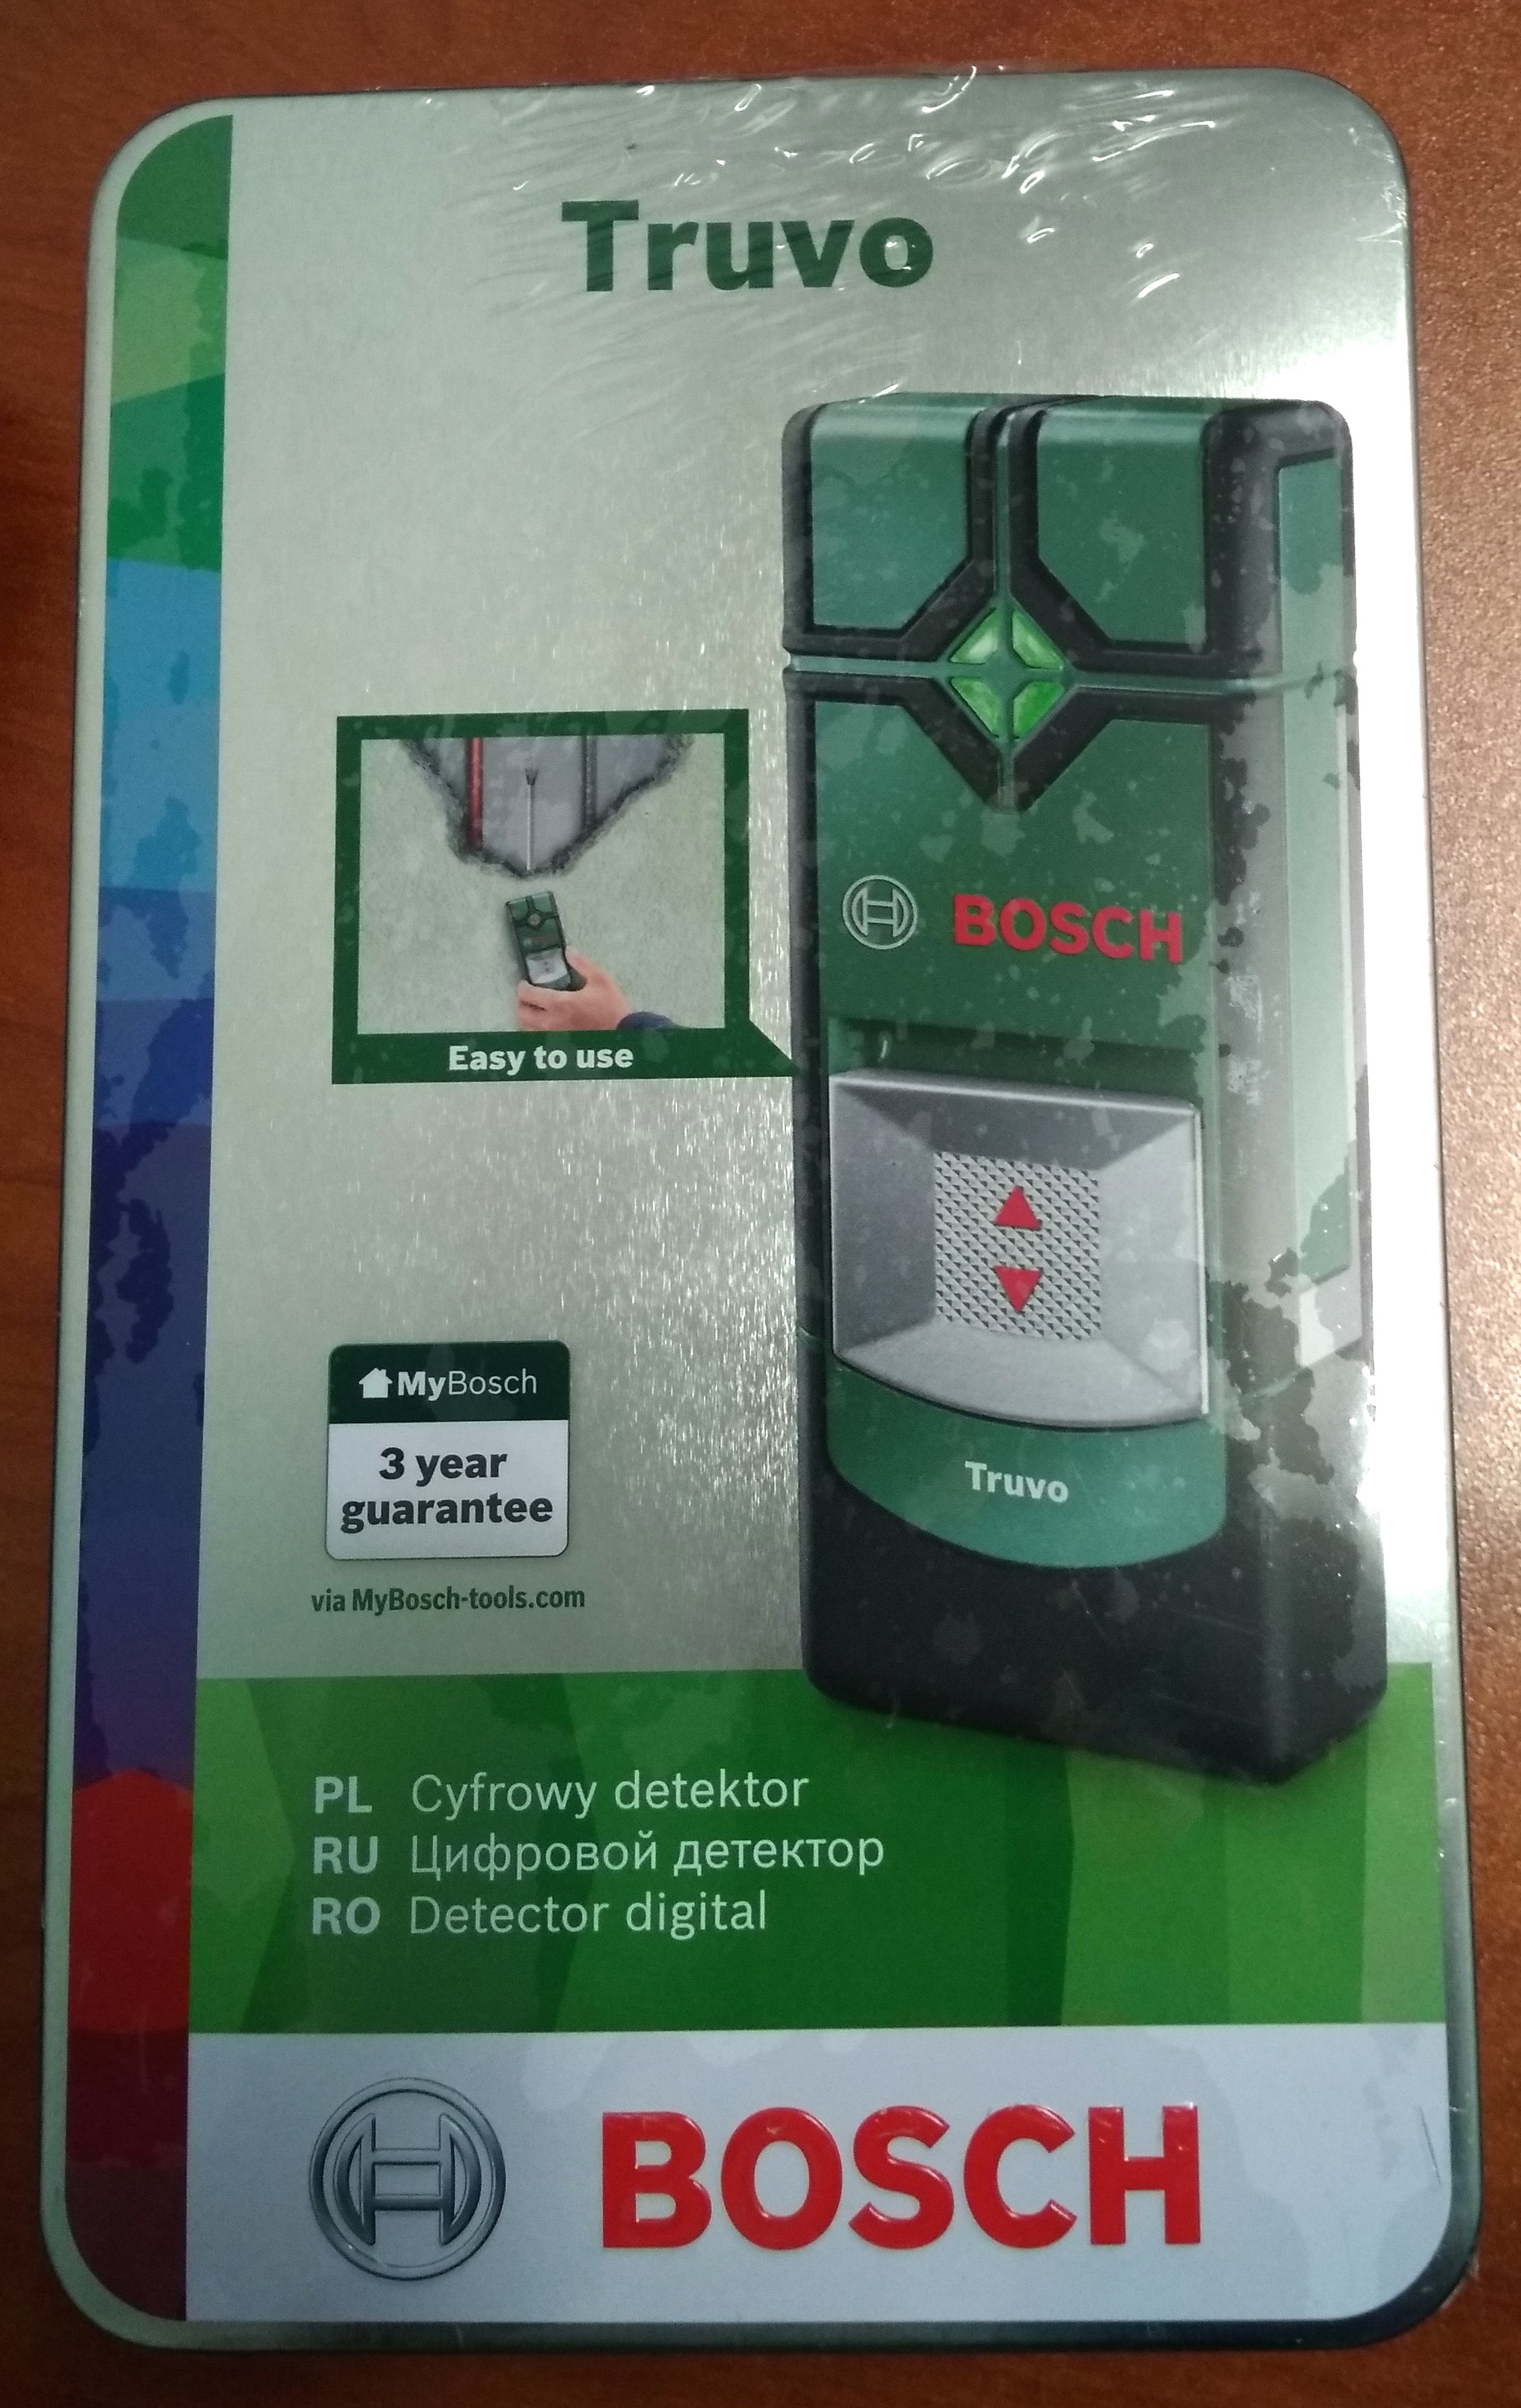 Truvo
BOSCH
Easy to use
MyBosch
3 year
guarantee
via MyBosch-tools.com
Truvo
PL Cyfrowy detektor
RU Цифровой детектор
RO Detector digital
BOSCH